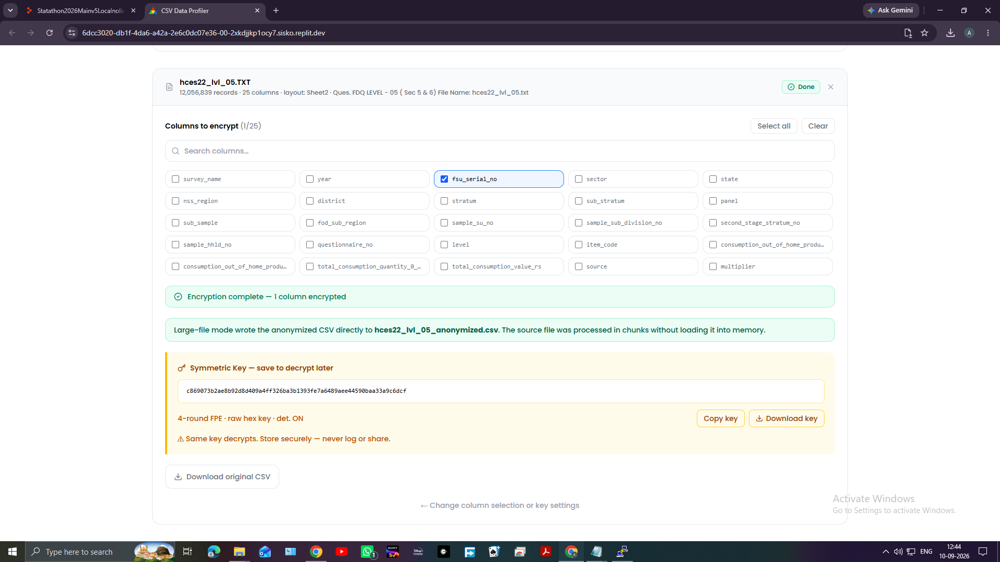 Statathon2026Mainv5Localnolin
CSV Data Profiler
Ask Gemini
6dcc3020-db1f-4da6-a42a-2e6c0dc07e36-00-2xkdjjkp1ocy7.sisko.replit.dev
A
hces22_lvl_05.TXT
12,056,839 records · 25 columns · layout: Sheet2 · Ques. FDQ LEVEL - 05 ( Sec 5 & 6) File Name: hces22_lvl_05.txt
Done
Columns to encrypt (1/25)
Select all
Clear
Search columns...
survey_name
year
fsu_serial_no
sector
state
nss_region
district
stratum
sub_stratum
panel
sub_sample
fod_sub_region
sample_su_no
sample_sub_division_no
second_stage_stratum_no
sample_hhld_no
questionnaire_no
level
item_code
consumption_out_of_home_produ…
consumption_out_of_home_produ…
total_consumption_quantity_0_…
total_consumption_value_rs
source
multiplier
Encryption complete — 1 column encrypted
Large-file mode wrote the anonymized CSV directly to hces22_lvl_05_anonymized.csv. The source file was processed in chunks without loading it into memory.
Symmetric Key — save to decrypt later
c869073b2ae8b92d8d409a4ff326ba3b1393fe7a6489aee44590baa33a9c6dcf
4-round FPE · raw hex key · det. ON
Copy key
Download key
⚠ Same key decrypts. Store securely — never log or share.
Download original CSV
← Change column selection or key settings
Activate Windows
Go to Settings to activate Windows.
Type here to search
1
ENG
12:44
10-09-2026